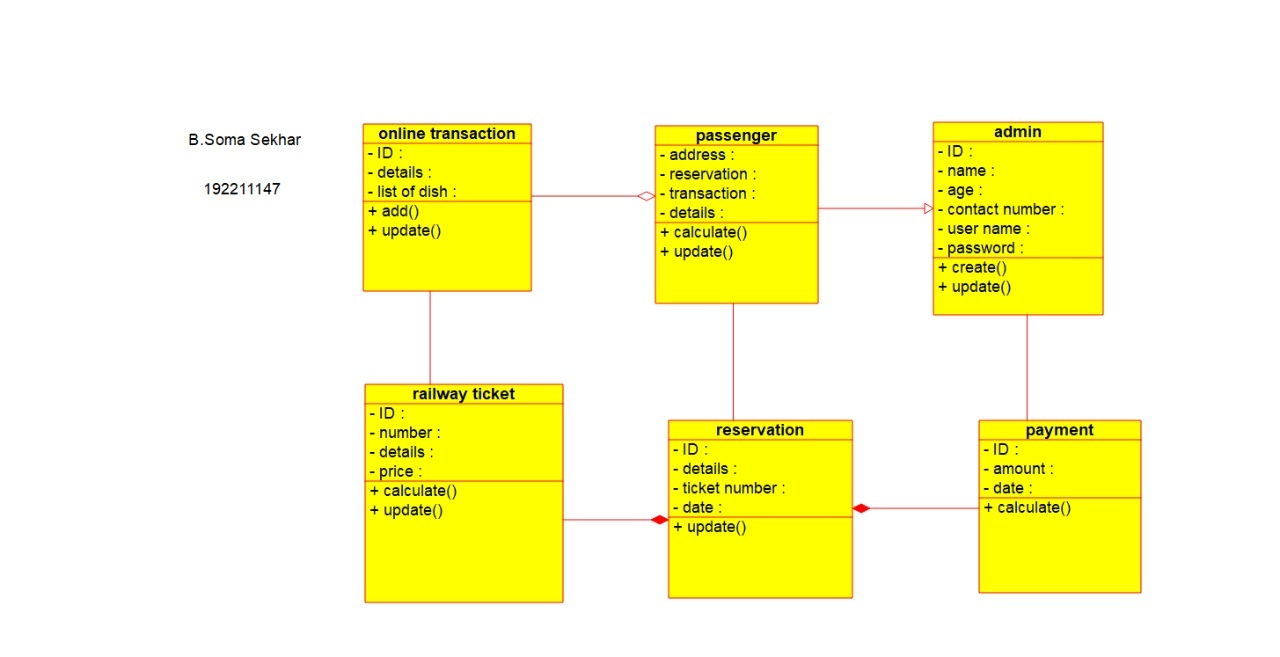 B.Soma Sekhar
192211147
online transaction
- ID :
- details :
- list of dish :
+ add()
+ update()
passenger
- address :
- reservation :
- transaction :
- details :
+ calculate()
+ update()
admin
- ID :
- name :
- age :
- contact number :
- user name :
- password :
+ create()
+ update()
railway ticket
- ID :
- number :
- details :
- price :
+ calculate()
+ update()
reservation
- ID :
- details :
- ticket number :
- date :
+ update()
payment
- ID :
- amount :
- date :
+ calculate()